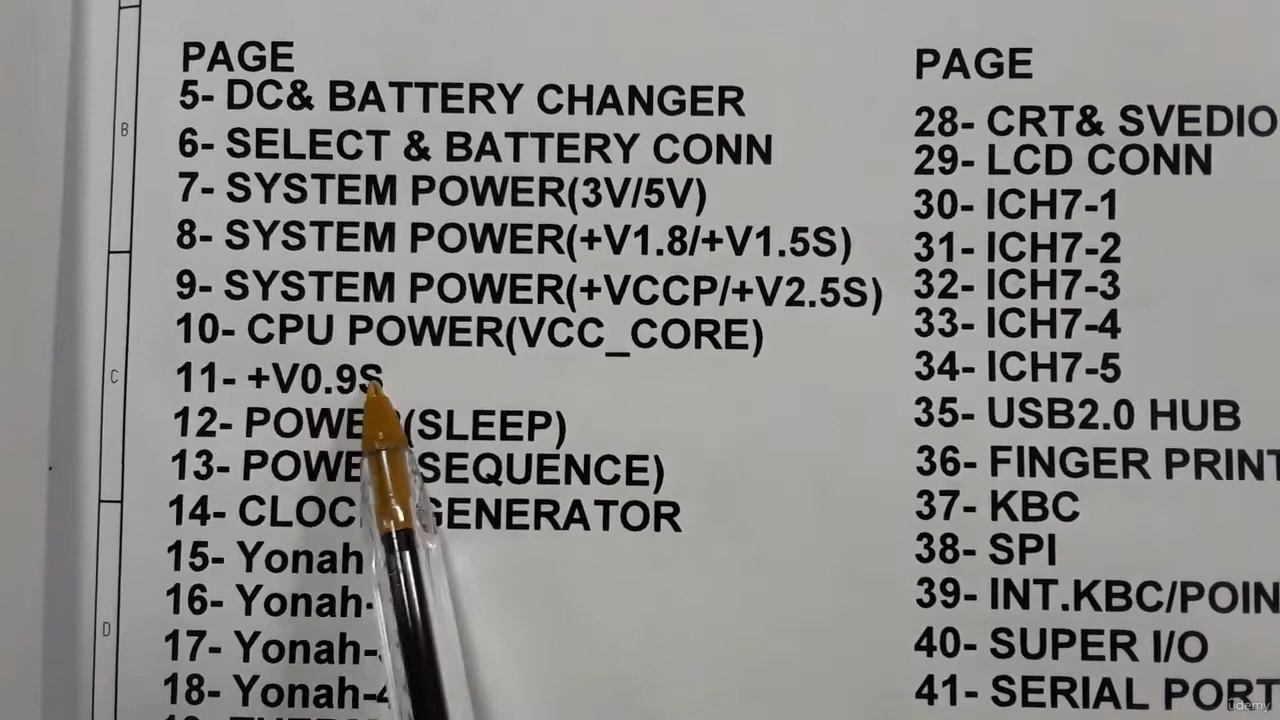 PAGE
5- DC& BATTERY CHANGER
6- SELECT & BATTERY CONN
7- SYSTEM POWER(3V/5V)
8- SYSTEM POWER(+V1.8/+V1.5S)
9- SYSTEM POWER(+VCCP/+V2.5S)
10- CPU POWER(VCC_CORE)
11- +V0.9S
12- (SLEEP)
13- SEQUENCE)
14- GENERATOR
15- Yonah
16- Yonah-
17- Yonah-
18- Yonah-4
PAGE
28- CRT& SVEDIO
29- LCD CONN
30- ICH7-1
31- ICH7-2
32- ICH7-3
33- ICH7-4
34- ICH7-5
35- USB2.0 HUB
36- FINGER PRINT
37- KBC
38- SPI
39- INT.KBC/POIN
40- SUPER I/O
41- SERIAL PORT
B
C
D
udemy